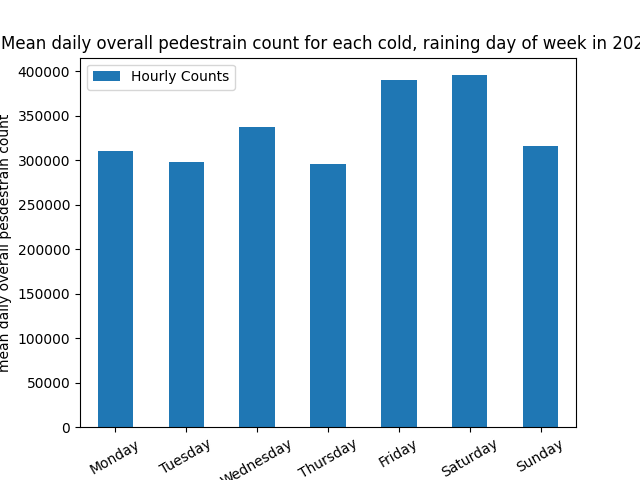 Mean daily overall pedestrain count for each cold, raining day of week in 202
Hourly Counts
400000
350000
300000
250000
200000
150000
100000
50000
0
mean daily overall pesdestrain count
Monday
Tuesday
Wednesday
Thursday
Friday
Saturday
Sunday